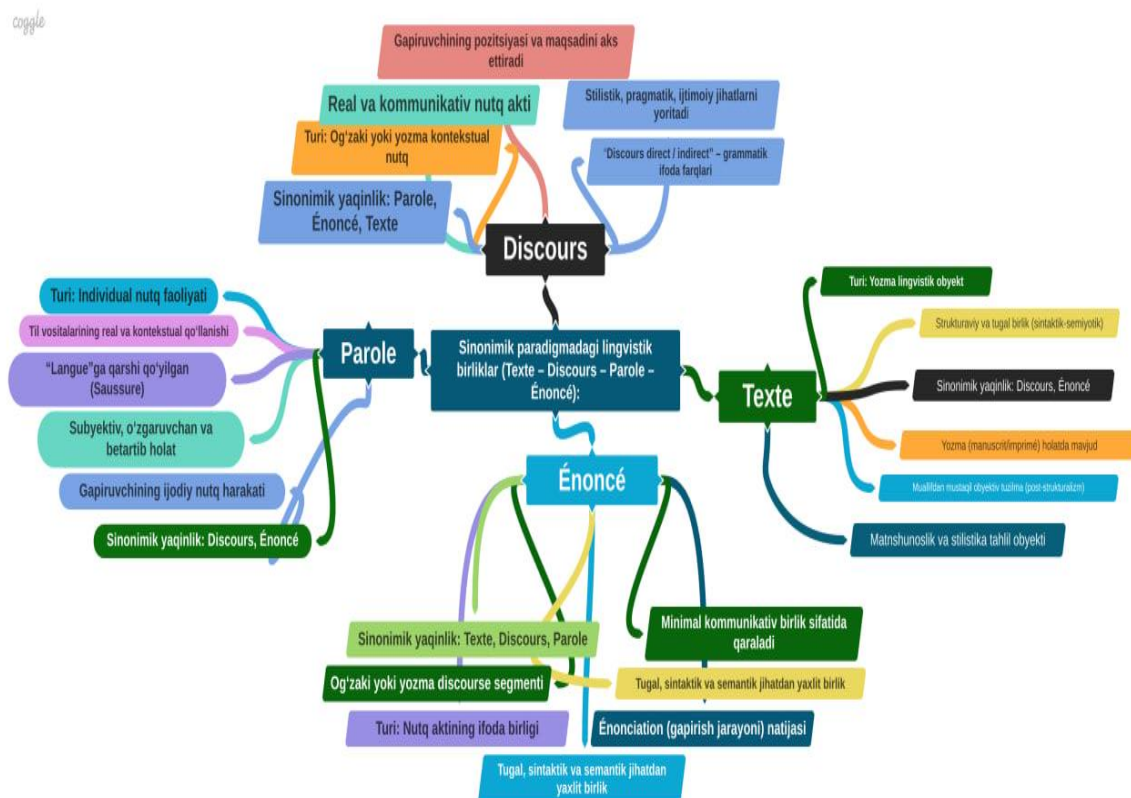 coggle
Gapiruvchining pozitsiyasi va maqsadini aks
ettiradi
Real va kommunikativ nutq akti
Stilistik, pragmatik, ijtimoiy jihatlarni
yoritadi
Turi: Og‘zaki yoki yozma kontekstual
nutq
“Discours direct / indirect” – grammatik
ifoda farqlari
Sinonimik yaqinlik: Parole,
Énoncé, Texte
Discours
Turi: Individual nutq faoliyati
Til vositalarining real va kontekstual qo‘llanishi
“Langue”ga qarshi qo‘yilgan
(Saussure)
Subyektiv, o‘zgaruvchan va
betartib holat
Gapiruvchining ijodiy nutq harakati
Sinonimik yaqinlik: Discours, Énoncé
Parole
Sinonimik paradigmadagi lingvistik
birliklar (Texte – Discours – Parole –
Énoncé):
Texte
Turi: Yozma lingvistik obyekt
Strukturaviy va tugal birlik (sintaktik-semiyotik)
Sinonimik yaqinlik: Discours, Énoncé
Yozma (manuscrit/imprimé) holatda mavjud
Muallifdan mustaqil obyektiv tuzilma (post-strukturalizm)
Matnshunoslik va stilistika tahlil obyekti
Énoncé
Sinonimik yaqinlik: Texte, Discours, Parole
Og‘zaki yoki yozma discourse segmenti
Turi: Nutq aktining ifoda birligi
Tugal, sintaktik va semantik jihatdan
yaxlit birlik
Minimal kommunikativ birlik sifatida
qaraladi
Tugal, sintaktik va semantik jihatdan yaxlit birlik
Énonciation (gapirish jarayoni) natijasi